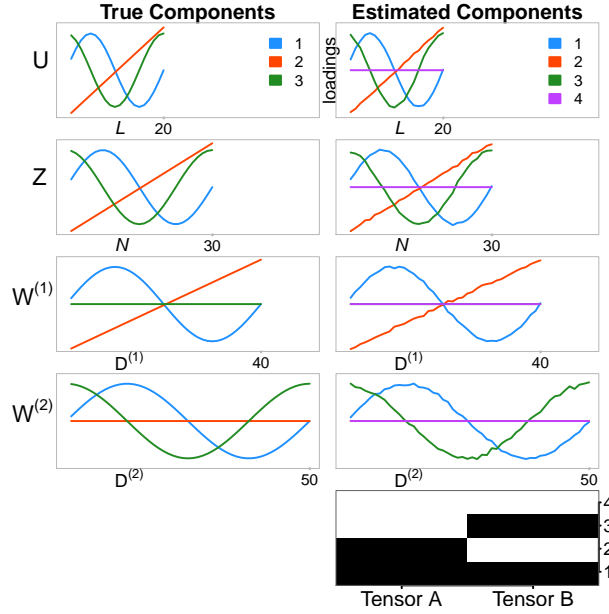 True Components
Estimated Components
U
1
2
3
L
20
loadings
1
2
3
4
L
20
Z
N
30
N
30
W(1)
D(1)
40
D(1)
40
W(2)
D(2)
50
D(2)
50
4
3
2
1
Tensor A
Tensor B